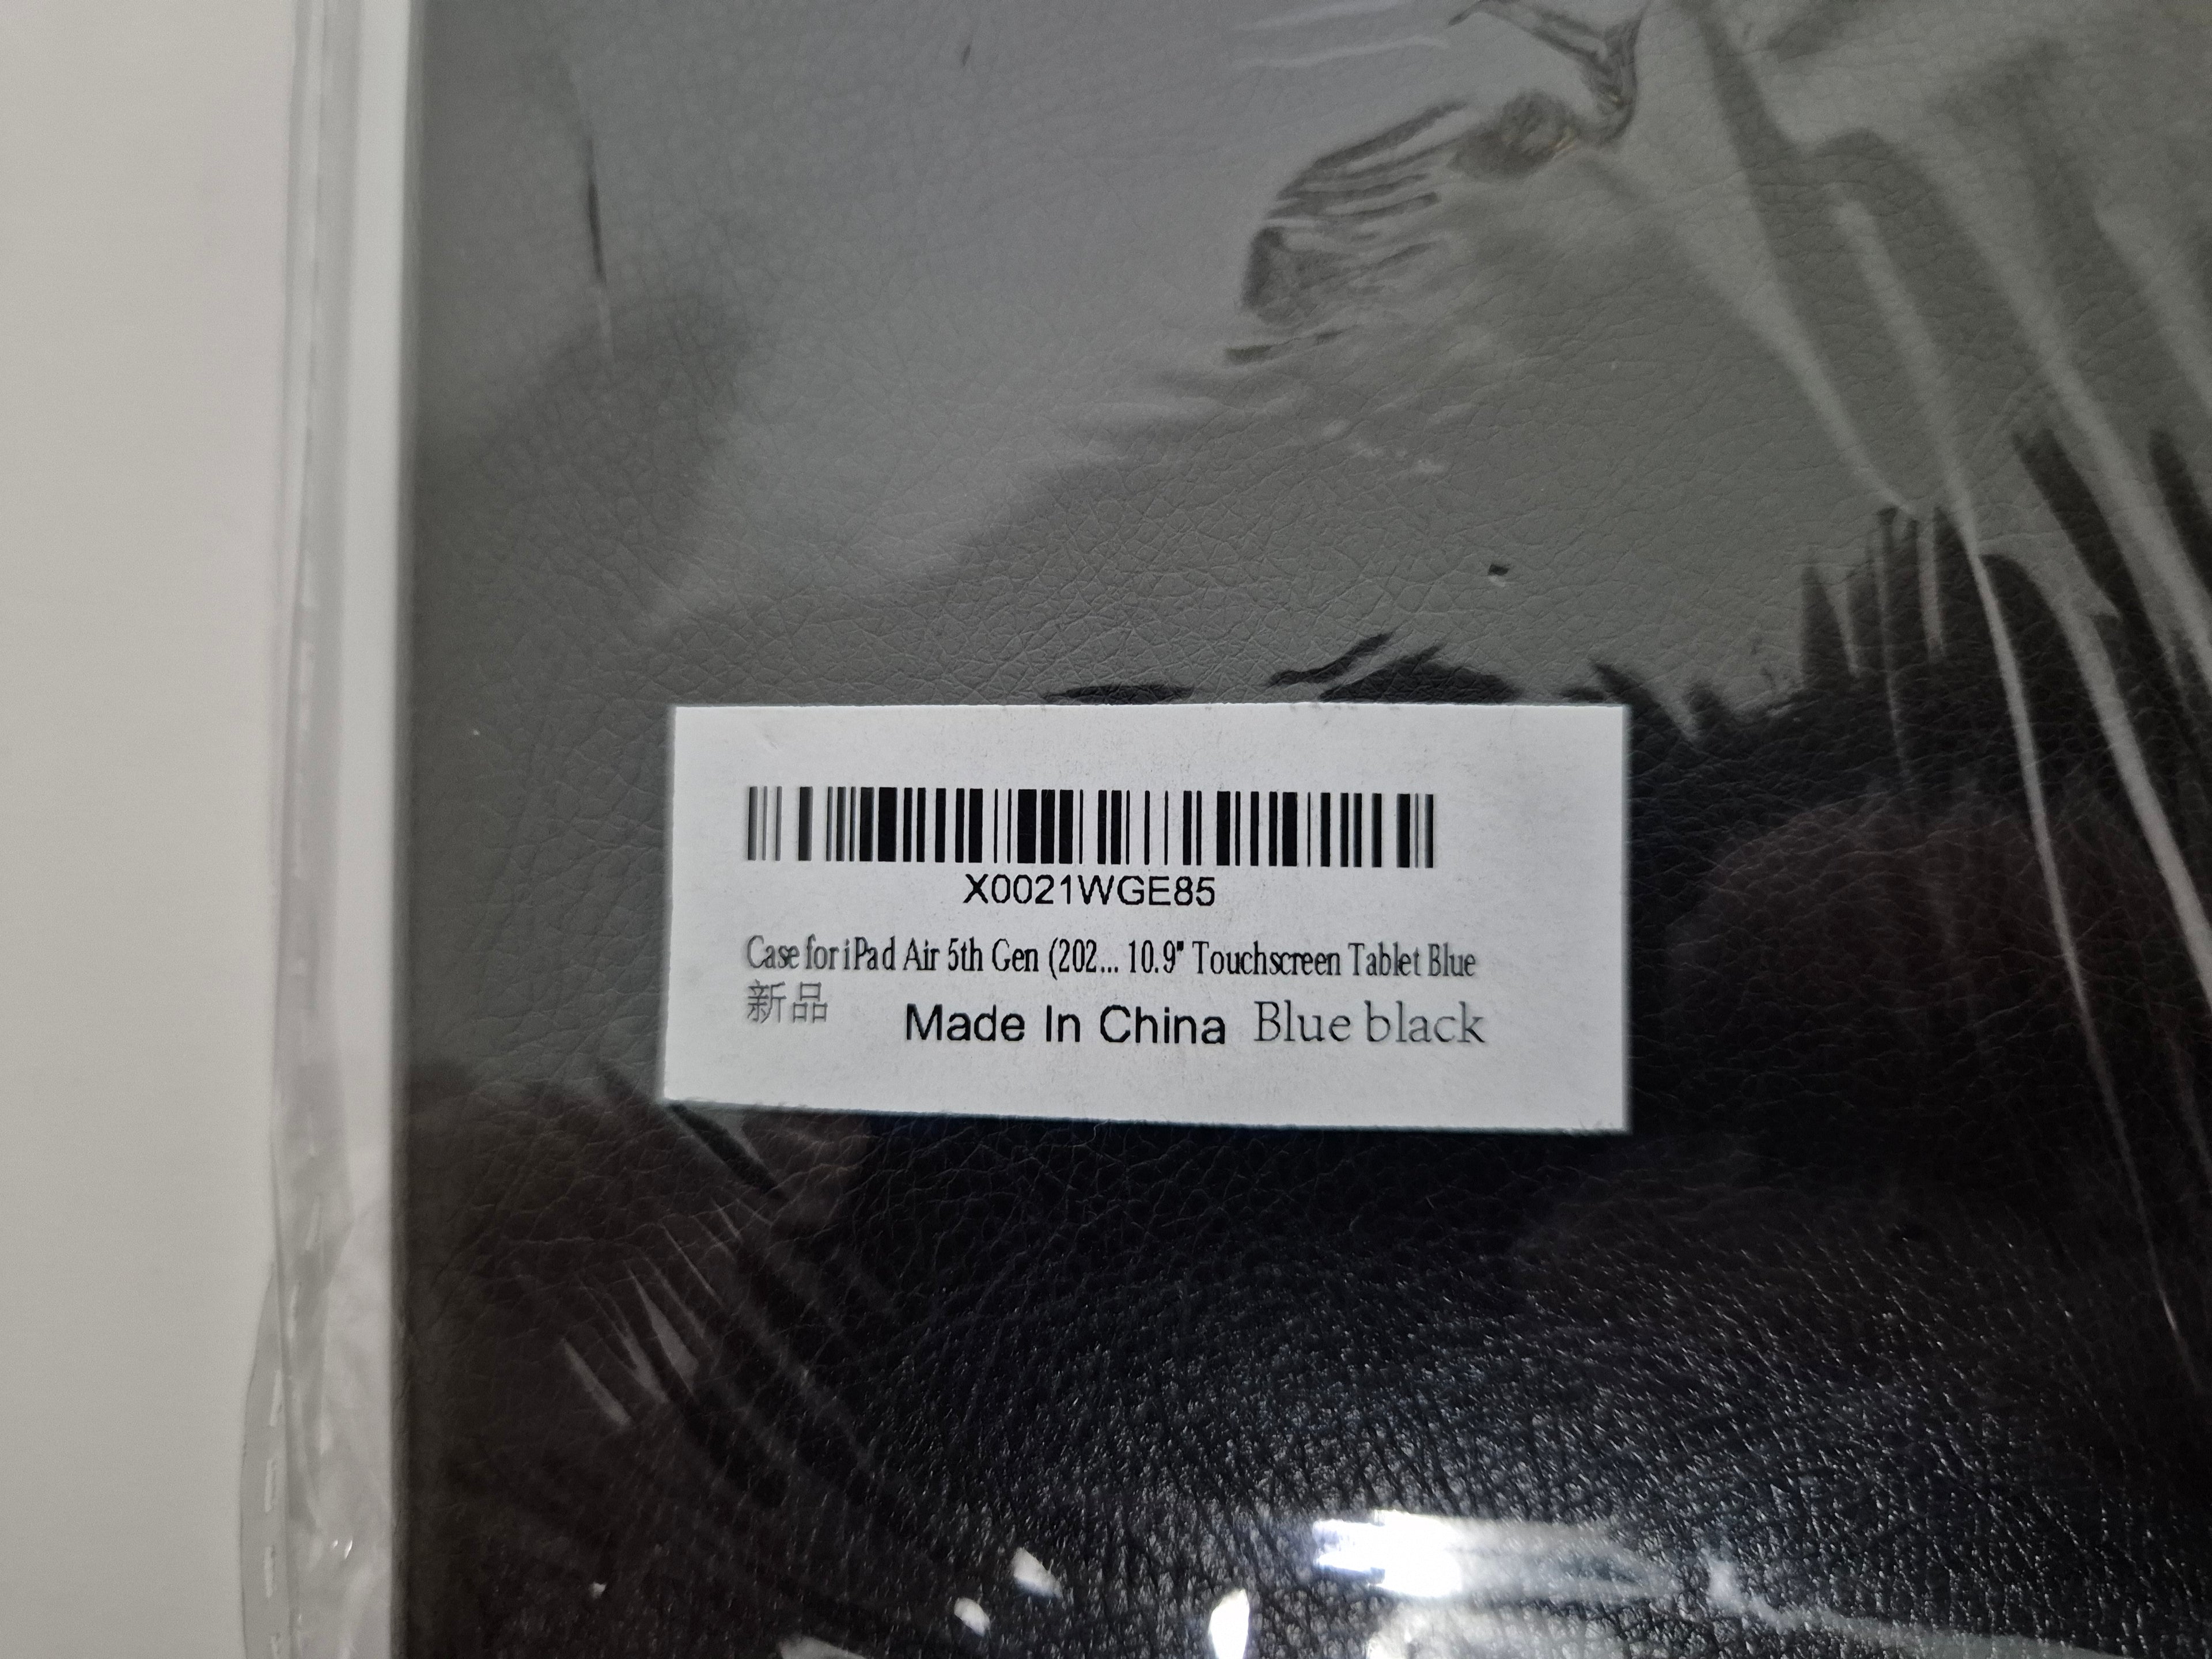 X0021WGE85
Case for iPad Air 5th Gen (202... 10.9" Touchscreen Tablet Blue
新品
Made In China Blue black